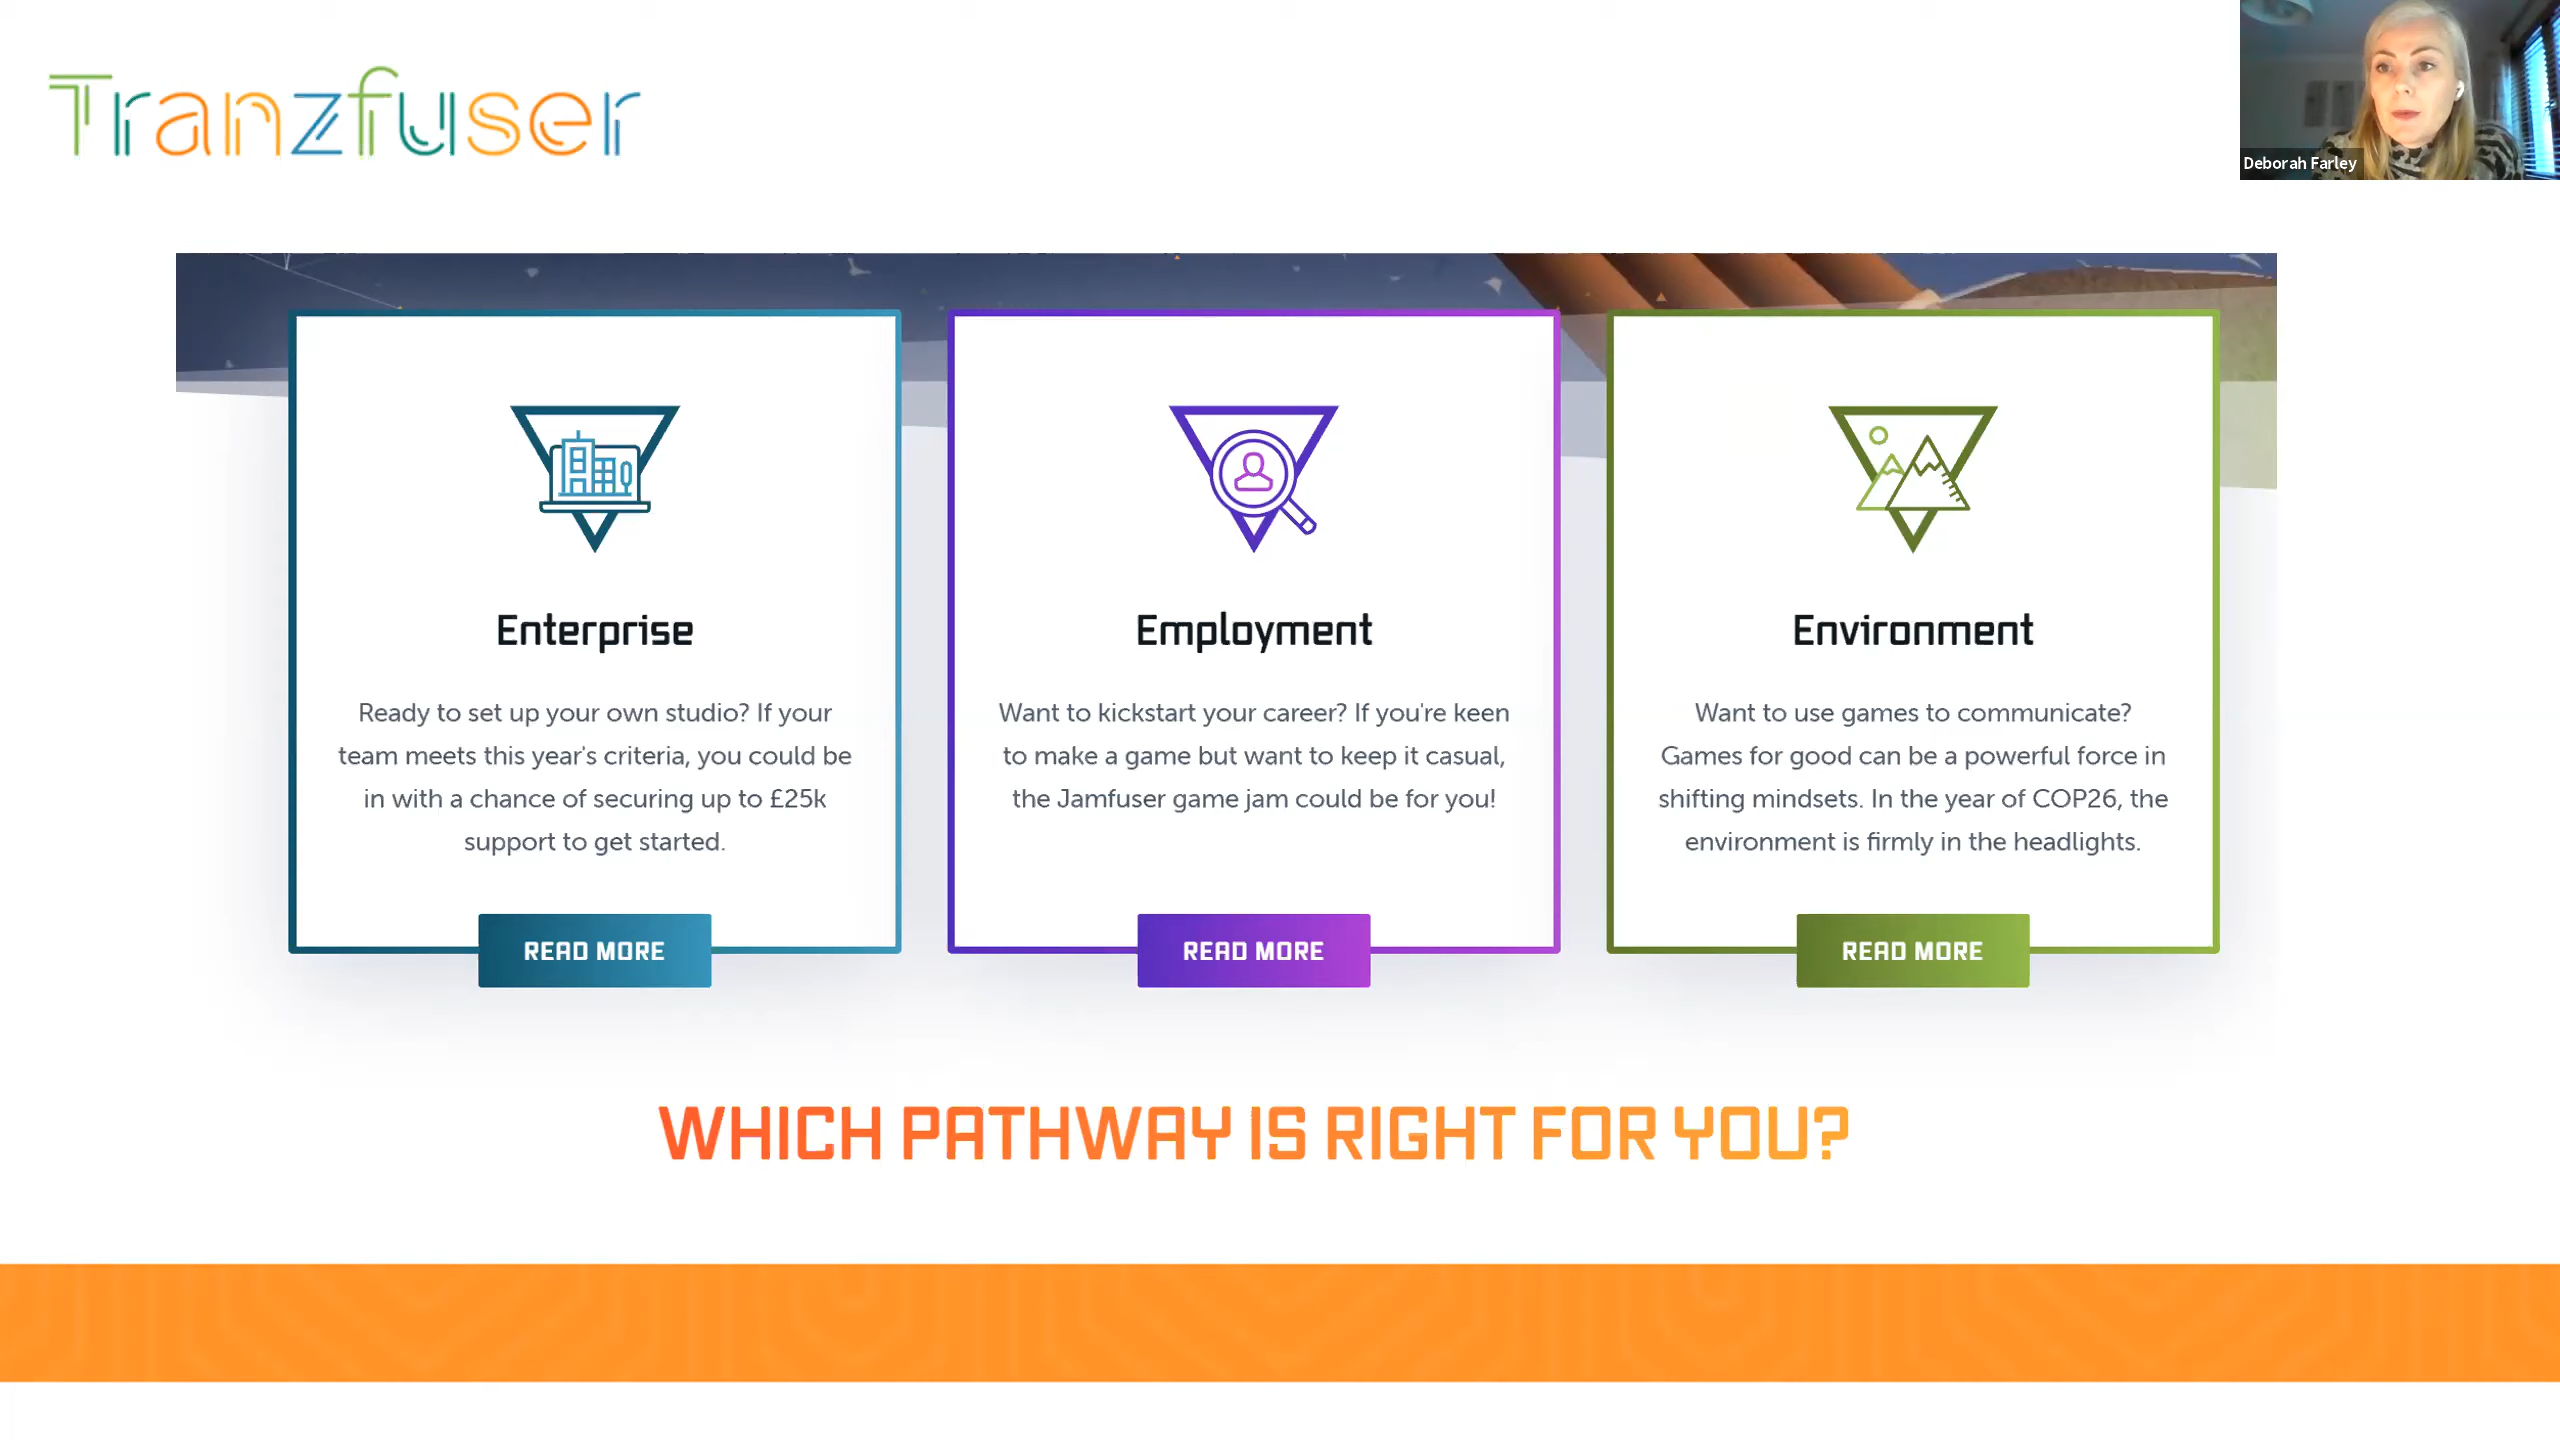 Tranzfuser
Deborah Farley
Enterprise
Ready to set up your own studio? If your
team meets this year's criteria, you could be
in with a chance of securing up to £25k
support to get started.
READ MORE
Employment
Want to kickstart your career? If you're keen
to make a game but want to keep it casual,
the Jamfuser game jam could be for you!
READ MORE
Environment
Want to use games to communicate?
Games for good can be a powerful force in
shifting mindsets. In the year of COP26, the
environment is firmly in the headlights.
READ MORE
WHICH PATHWAY IS RIGHT FOR YOU?